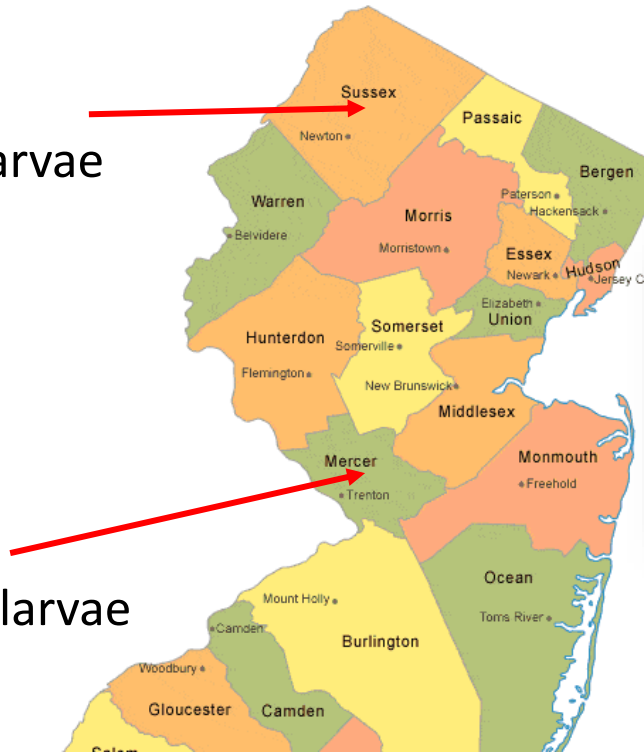 Sussex
Passaic
Newton
arvae
Bergen
Paterson
Warren
Hackensack
Morris
Belvidere
Morristown
Essex
Hudson
Newark
Jersey C
Elizabeth
Union
Somerset
Hunterdon
Somerville
Flemington
New Brunswick
Middlesex
Mercer
Monmouth
Freehold
Trenton
Ocean
Mount Holly
larvae
Toms River
Camden
Burlington
Woodbury
Gloucester
Camden
Salem